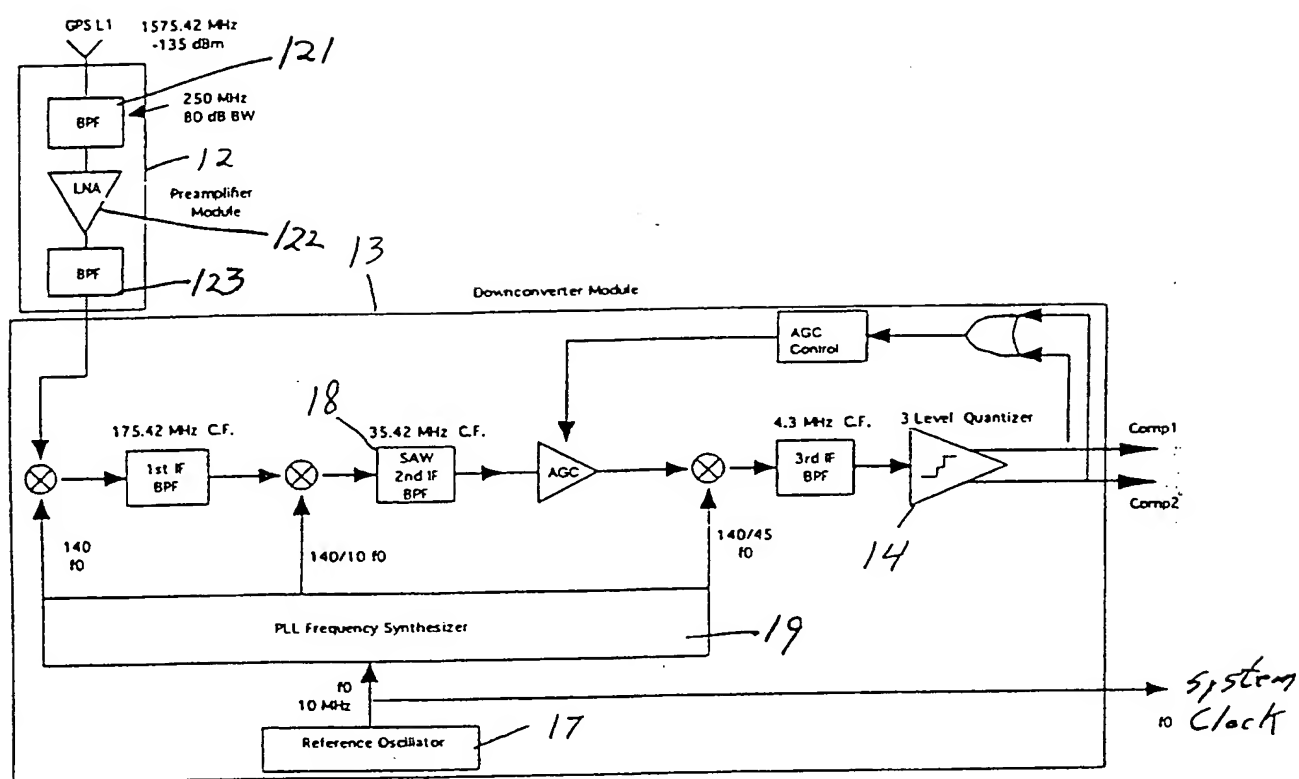 GPS L1
1575.42 MHz
-135 dBm
121
BPF
250 MHz
80 dB BW
12
LNA
Preamplifier
Module
122
BPF
123
13
Downconverter Module
AGC
Control
18
175.42 MHz C.F.
35.42 MHz C.F.
4.3 MHz C.F.
3 Level Quantizer
1st IF
BPF
SAW
2nd IF
BPF
AGC
3rd IF
BPF
Comp1
Comp2
14
140
f0
140/10 f0
140/45
f0
PLL Frequency Synthesizer
19
f0
10 MHz
System
f0 Clock
Reference Oscillator
17